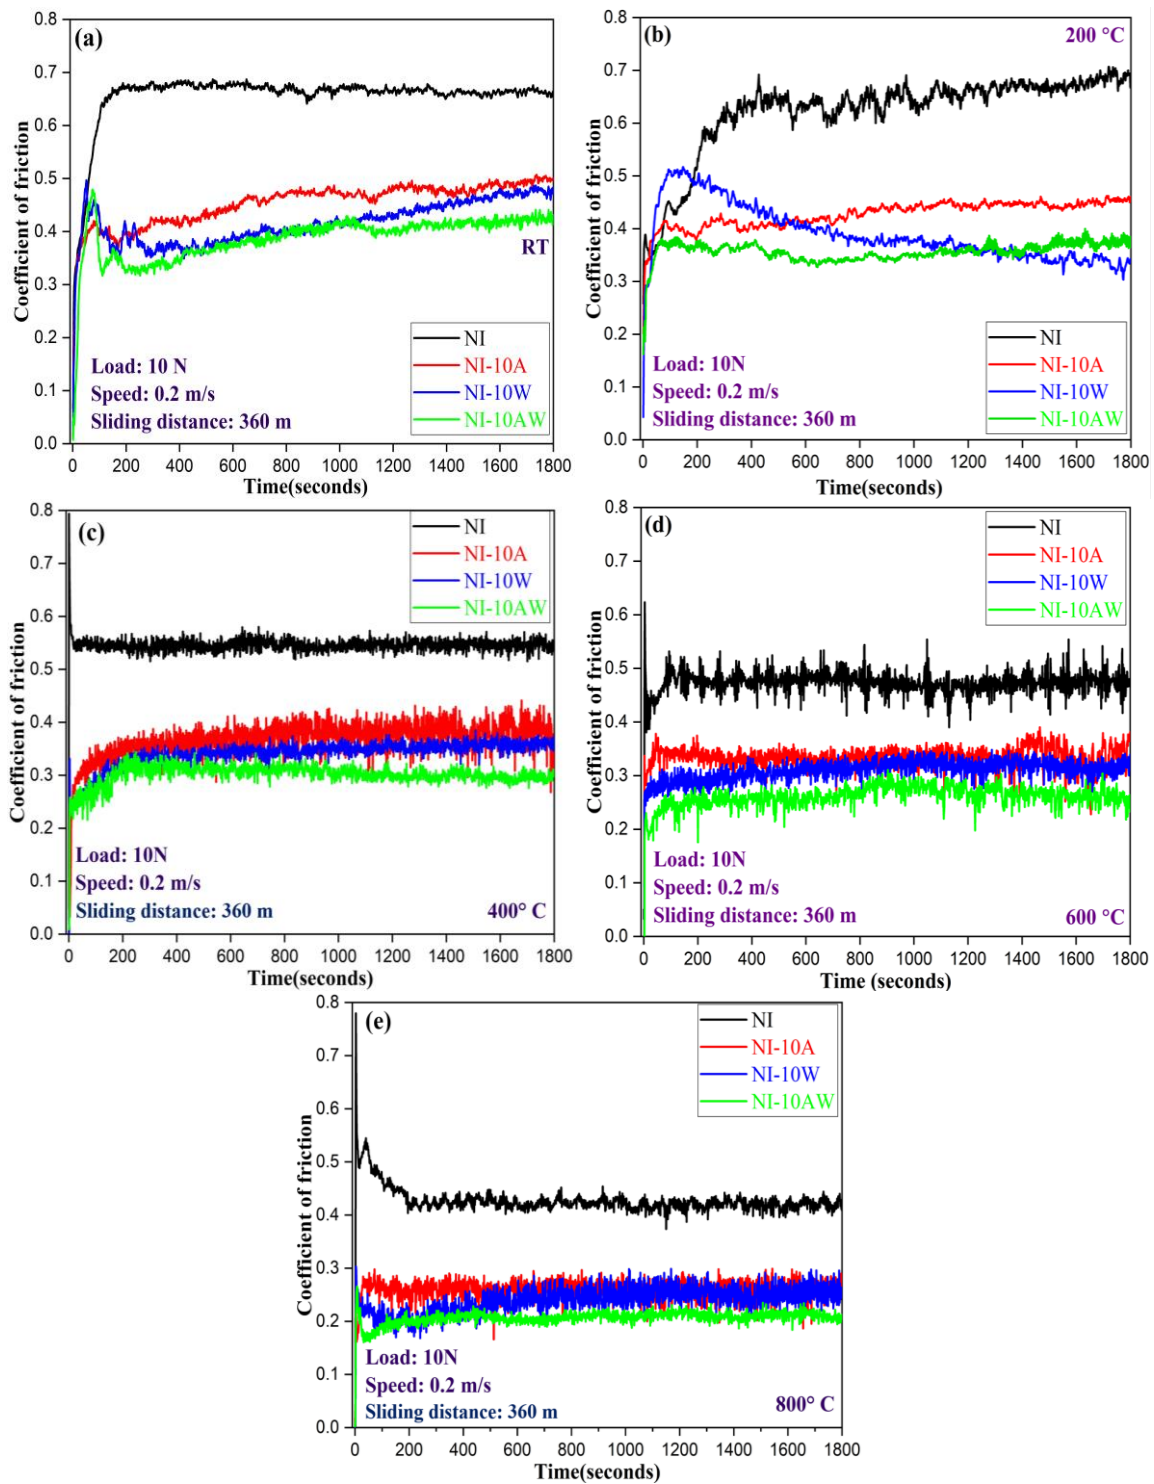 (a)
0.8
0.7
0.6
0.5
0.4
0.3
0.2
0.1
0.0
Coefficient of friction
RT
NI
NI-10A
NI-10W
NI-10AW
Load: 10 N
Speed: 0.2 m/s
Sliding distance: 360 m
0 200 400 600 800 1000 1200 1400 1600 1800
Time(seconds)
(b)
200 °C
0.8
0.7
0.6
0.5
0.4
0.3
0.2
0.1
0.0
Coefficient of friction
NI
NI-10A
NI-10W
NI-10AW
Load: 10N
Speed: 0.2 m/s
Sliding distance: 360 m
0 200 400 600 800 1000 1200 1400 1600 1800
Time(seconds)
(c)
0.8
0.7
0.6
0.5
0.4
0.3
0.2
0.1
0.0
Coefficient of friction
NI
NI-10A
NI-10W
NI-10AW
Load: 10N
Speed: 0.2 m/s
Sliding distance: 360 m
400° C
0 200 400 600 800 1000 1200 1400 1600 1800
Time(seconds)
(d)
0.8
0.7
0.6
0.5
0.4
0.3
0.2
0.1
0.0
Coefficient of friction
NI
NI-10A
NI-10W
NI-10AW
Load: 10N
Speed: 0.2 m/s
Sliding distance: 360 m
600 °C
0 200 400 600 800 1000 1200 1400 1600 1800
Time (seconds)
(e)
0.8
0.7
0.6
0.5
0.4
0.3
0.2
0.1
0.0
Coefficient of friction
NI
NI-10A
NI-10W
NI-10AW
Load: 10N
Speed: 0.2 m/s
Sliding distance: 360 m
800° C
0 200 400 600 800 1000 1200 1400 1600 1800
Time(seconds)